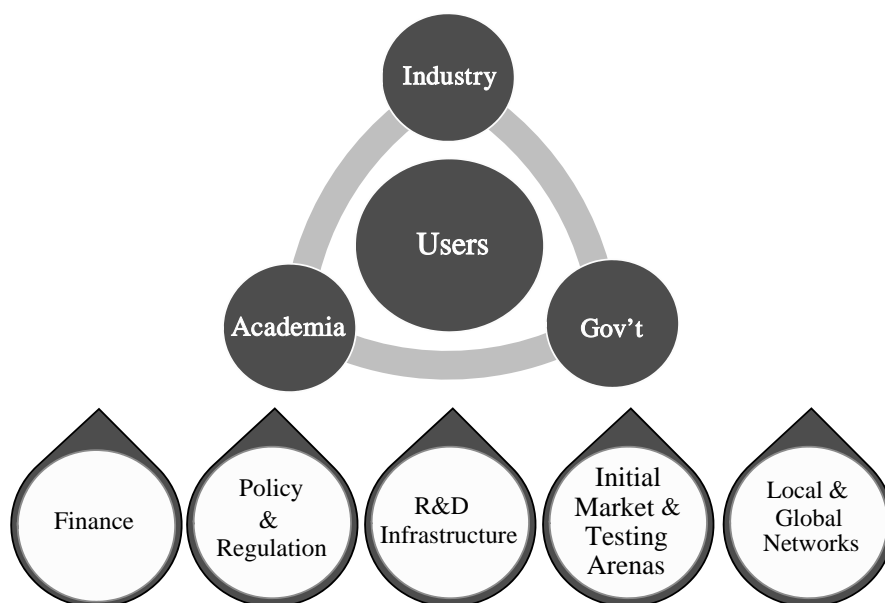 Industry
Users
Academia
Gov’t
Finance
Policy
&
Regulation
R&D
Infrastructure
Initial
Market &
Testing
Arenas
Local &
Global
Networks